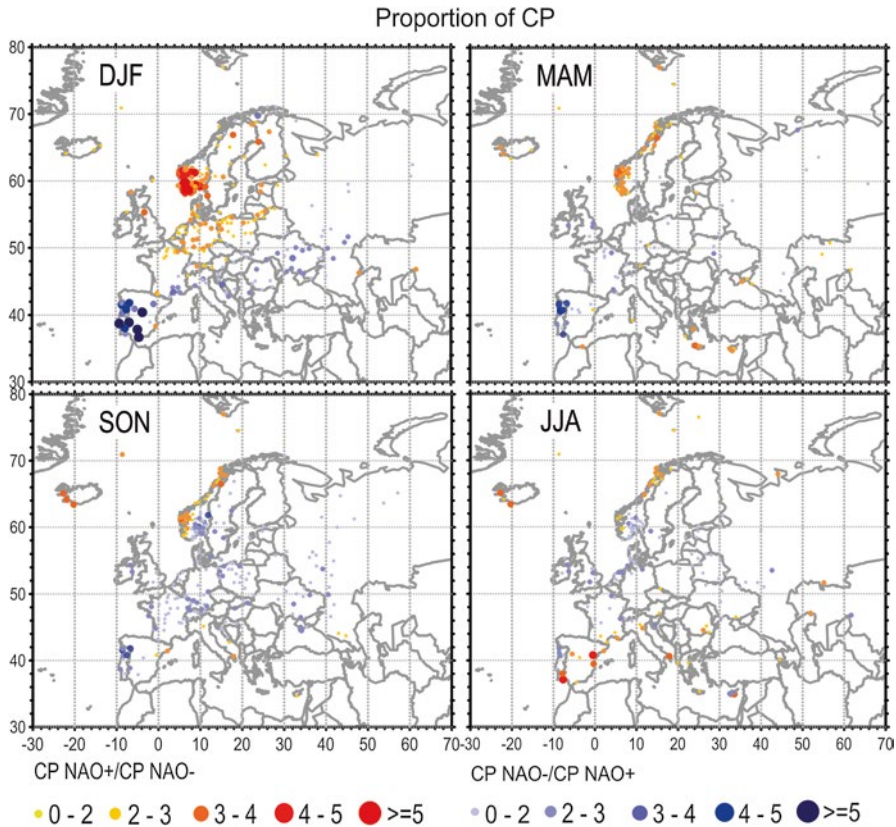 Proportion of CP
80
DJF
MAM
70
60
50
40
30
80
SON
JJA
70
60
50
40
30
-30 -20 -10 0 10 20 30 40 50 60 70 -20 -10 0 10 20 30 40 50 60 70
CP NAO+/CP NAO-
CP NAO-/CP NAO+
0 - 2 2 - 3 3 - 4 4 - 5 >=5
0 - 2 2 - 3 3 - 4 4 - 5 >=5